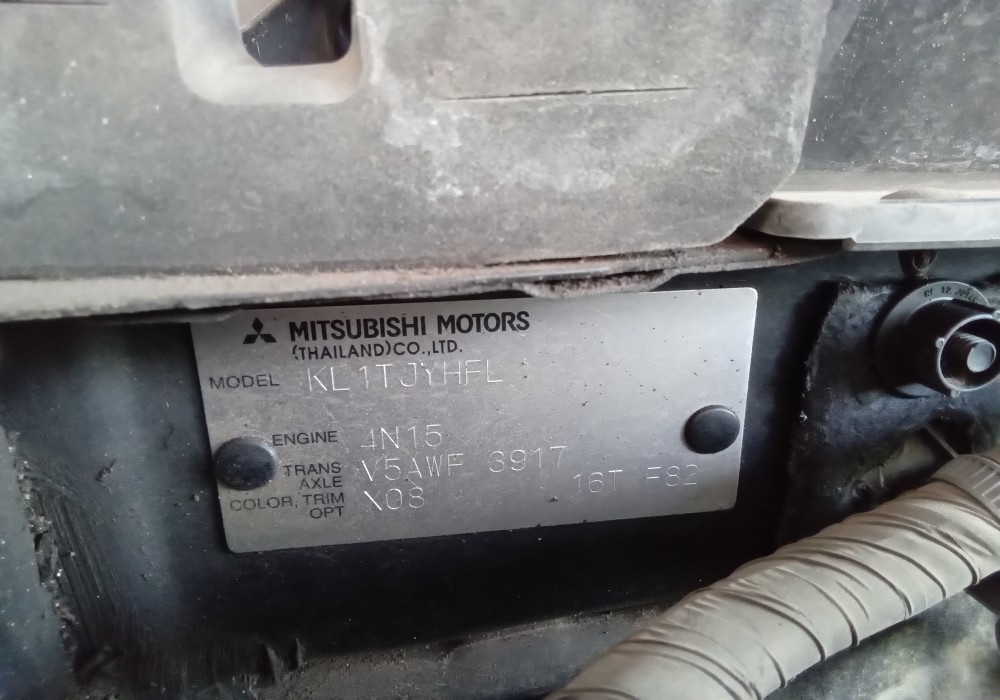 MITSUBISHI MOTORS
(THAILAND)CO.,LTD.
MODEL KL1TJYHFL
ENGINE 4N15
TRANS AXLE V5AWF 3917
COLOR, TRIM OPT X08 16T F82